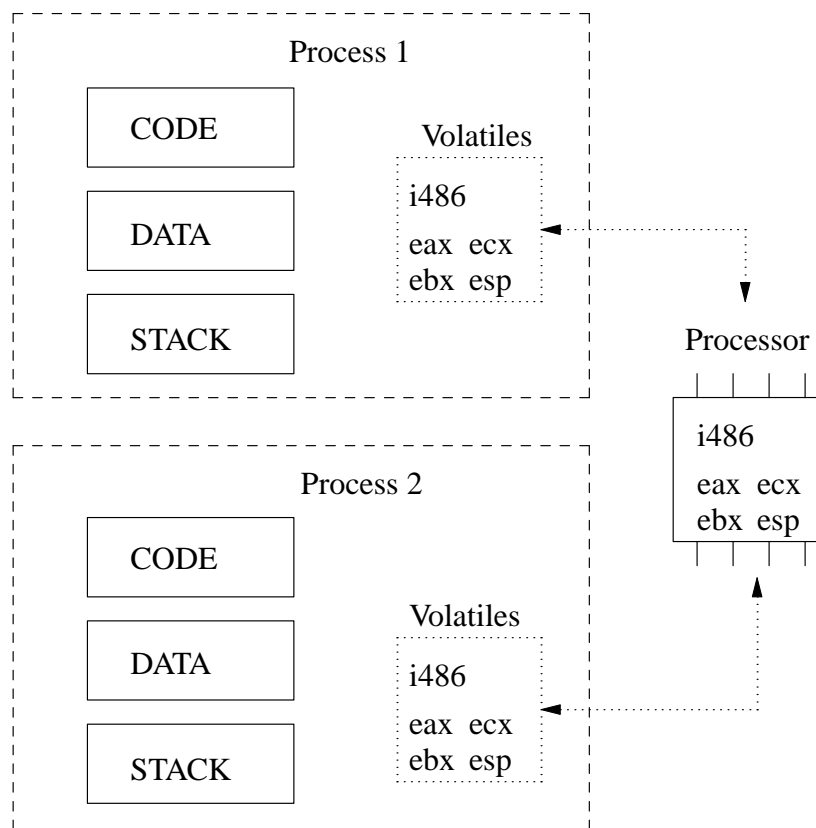 Process 1
CODE
Volatiles
i486
DATA
eax ecx
ebx esp
STACK
Processor
i486
eax ecx
ebx esp
Process 2
CODE
Volatiles
DATA
i486
eax ecx
ebx esp
STACK